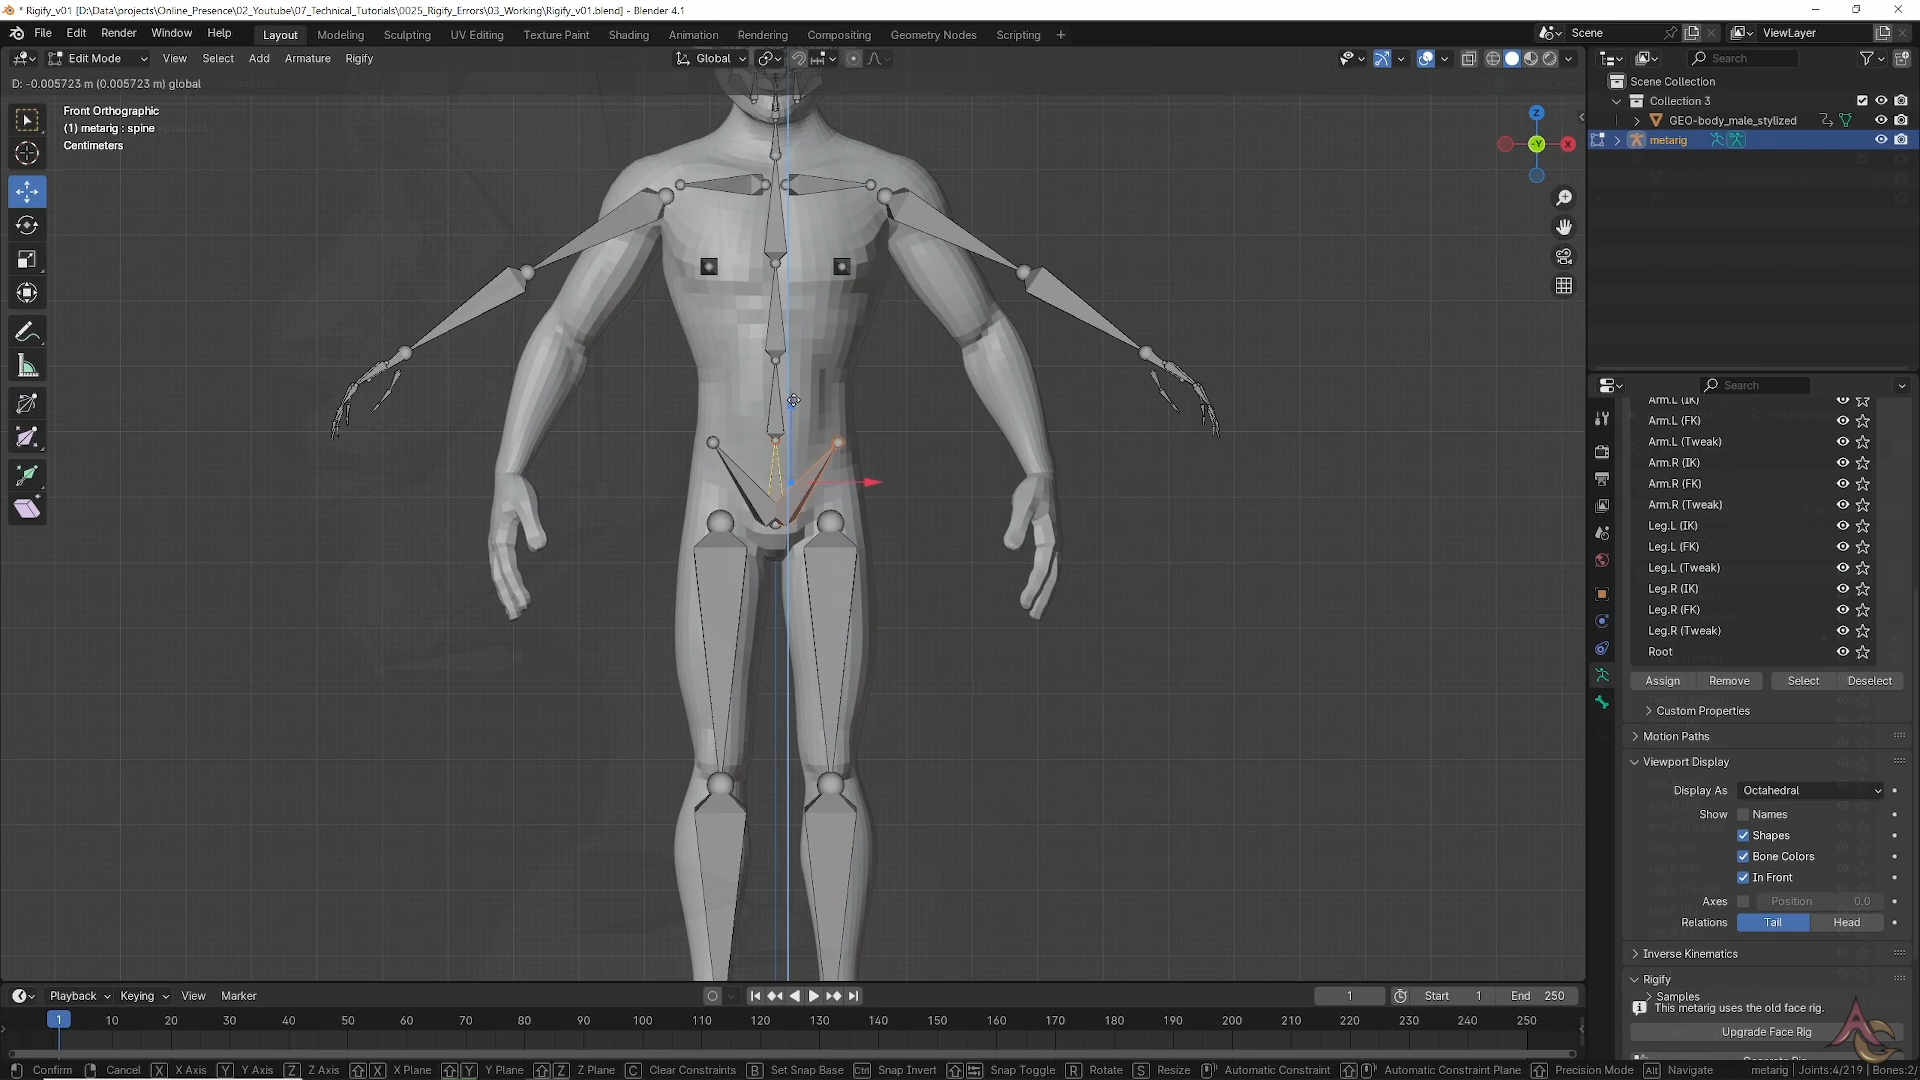 * Rigify_v01 [D:\Data\projects\Online_Presence\02_Youtube\07_Technical_Tutorials\0025_Rigify_Errors\03_Working\Rigify_v01.blend] - Blender 4.1
File Edit Render Window Help Layout Modeling Sculpting UV Editing Texture Paint Shading Animation Rendering Compositing Geometry Nodes Scripting + Scene ViewLayer
Edit Mode View Select Add Armature Rigify Global Search
D: -0.005723 m (0.005723 m) global
Front Orthographic
(1) metarig : spine
Centimeters
Z
X
-Y
Scene Collection
Collection 3
GEO-body_male_stylized
metarig
Search
Arm.L (IK)
Arm.L (FK)
Arm.L (Tweak)
Arm.R (IK)
Arm.R (FK)
Arm.R (Tweak)
Leg.L (IK)
Leg.L (FK)
Leg.L (Tweak)
Leg.R (IK)
Leg.R (FK)
Leg.R (Tweak)
Root
Assign Remove Select Deselect
Custom Properties
Motion Paths
Viewport Display
Display As Octahedral
Show Names
Shapes
Bone Colors
In Front
Axes Position 0.0
Relations Tail Head
Inverse Kinematics
Rigify
Samples
This metarig uses the old face rig.
Upgrade Face Rig
Playback Keying View Marker 1 Start 1 End 250
1 10 20 30 40 50 60 70 80 90 100 110 120 130 140 150 160 170 180 190 200 210 220 230 240 250
Confirm Cancel X X Axis Y Y Axis Z Z Axis X X Plane Y Y Plane Z Z Plane C Clear Constraints B Set Snap Base Ctrl Snap Invert Snap Toggle R Rotate S Resize Automatic Constraint Automatic Constraint Plane Precision Mode Alt Navigate metarig | Joints:4/219 | Bones:2/